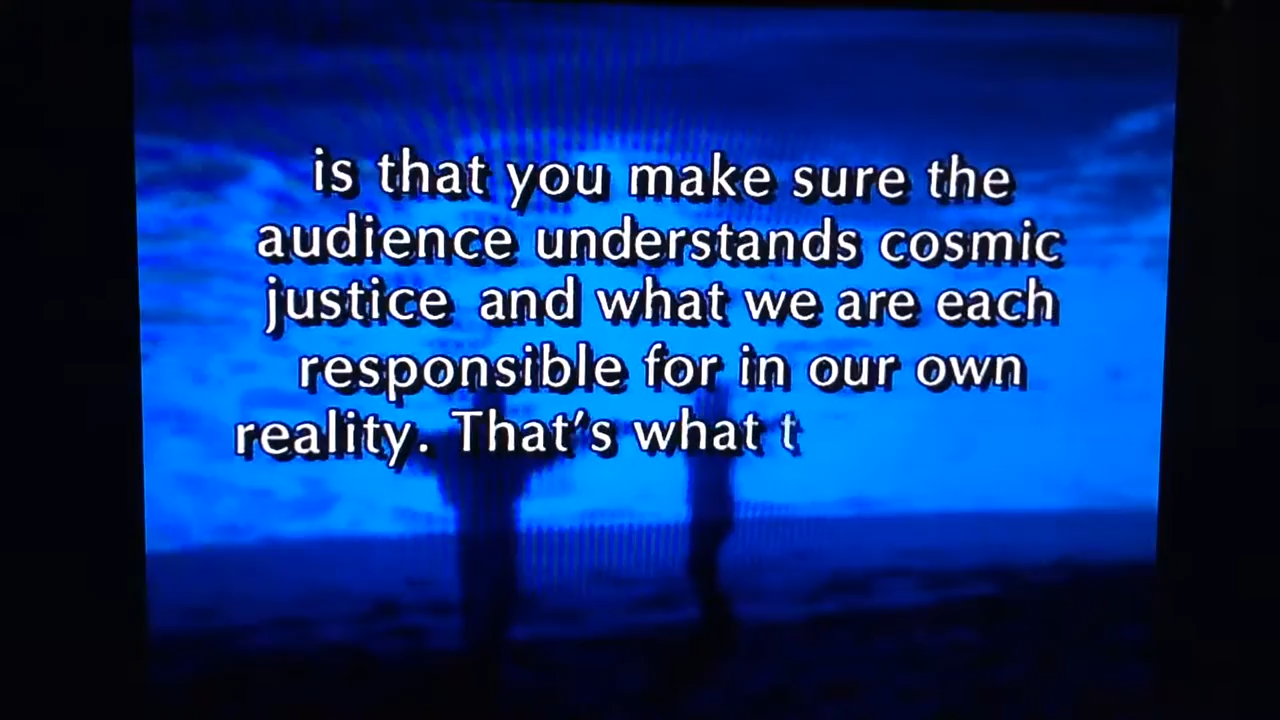 is that you make sure the
audience understands cosmic
justice and what we are each
responsible for in our own
reality. That's what t